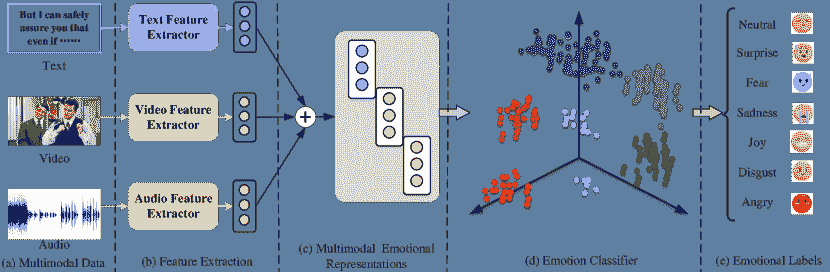 But I can safely
assure you that
even if ······
Text
Video
Audio
(a) Multimodal Data
Text Feature
Extractor
Video Feature
Extractor
Audio Feature
Extractor
(b) Feature Extraction
(c) Multimodal Emotional
Representations
(d) Emotion Classifier
Neutral
Surprise
Fear
Sadness
Joy
Disgust
Angry
(e) Emotional Labels